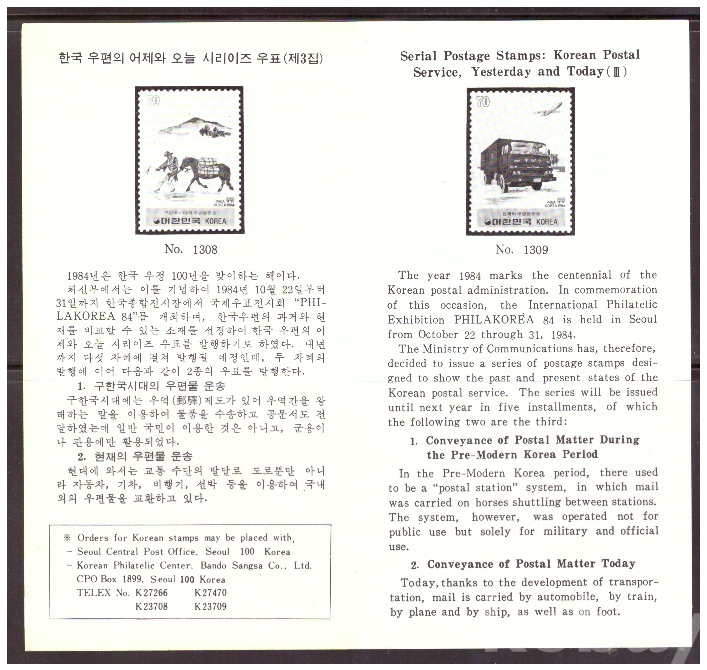 한국 우편의 어제와 오늘 시리이즈 우표(제3집)
70
대한민국 KOREA
No. 1308
1984년은 한국 우정 100년을 맞이하는 해이다.
체신부에서는 이를 기념하여 1984년 10월 22일부터
31일까지 한국종합전시장에서 국제우표전시회 "PHI-
LAKOREA 84"를 개최하며, 한국우편의 과거와 현
재를 비교할 수 있는 소재를 선정하여 한국 우편의 어
제와 오늘 시리이즈 우표를 발행하기로 하였다. 내년
까지 다섯 차례에 걸쳐 발행될 예정인데, 두 차례의
발행에 이어 다음과 같이 2종의 우표를 발행한다.
1. 구한국시대의 우편물 운송
구한국시대에는 우역(郵驛)제도가 있어 우역간을 왕
래하는 말을 이용하여 물품을 수송하고 공문서도 전
달하였는데 일반 국민이 이용한 것은 아니고, 군용이
나 관용에만 활용되었다.
2. 현재의 우편물 운송
현대에 와서는 교통 수단의 발달로 도로뿐만 아니
라 자동차, 기차, 비행기, 선박 등을 이용하여 국내
외의 우편물을 교환하고 있다.
※ Orders for Korean stamps may be placed with,
- Seoul Central Post Office, Seoul 100 Korea
- Korean Philatelic Center, Bando Sangsa Co., Ltd.
CPO Box 1899, Seoul 100 Korea
TELEX No. K27266 K27470
K23708 K23709
Serial Postage Stamps: Korean Postal
Service, Yesterday and Today(Ⅲ)
70
대한민국 KOREA
No. 1309
The year 1984 marks the centennial of the
Korean postal administration. In commemoration
of this occasion, the International Philatelic
Exhibition PHILAKOREA 84 is held in Seoul
from October 22 through 31, 1984.
The Ministry of Communications has, therefore,
decided to issue a series of postage stamps desi-
gned to show the past and present states of the
Korean postal service. The series will be issued
until next year in five installments, of which
the following two are the third:
1. Conveyance of Postal Matter During
the Pre-Modern Korea Period
In the Pre-Modern Korea period, there used
to be a "postal station" system, in which mail
was carried on horses shuttling between stations.
The system, however, was operated not for
public use but solely for military and official
use.
2. Conveyance of Postal Matter Today
Today, thanks to the development of transpor-
tation, mail is carried by automobile, by train,
by plane and by ship, as well as on foot.